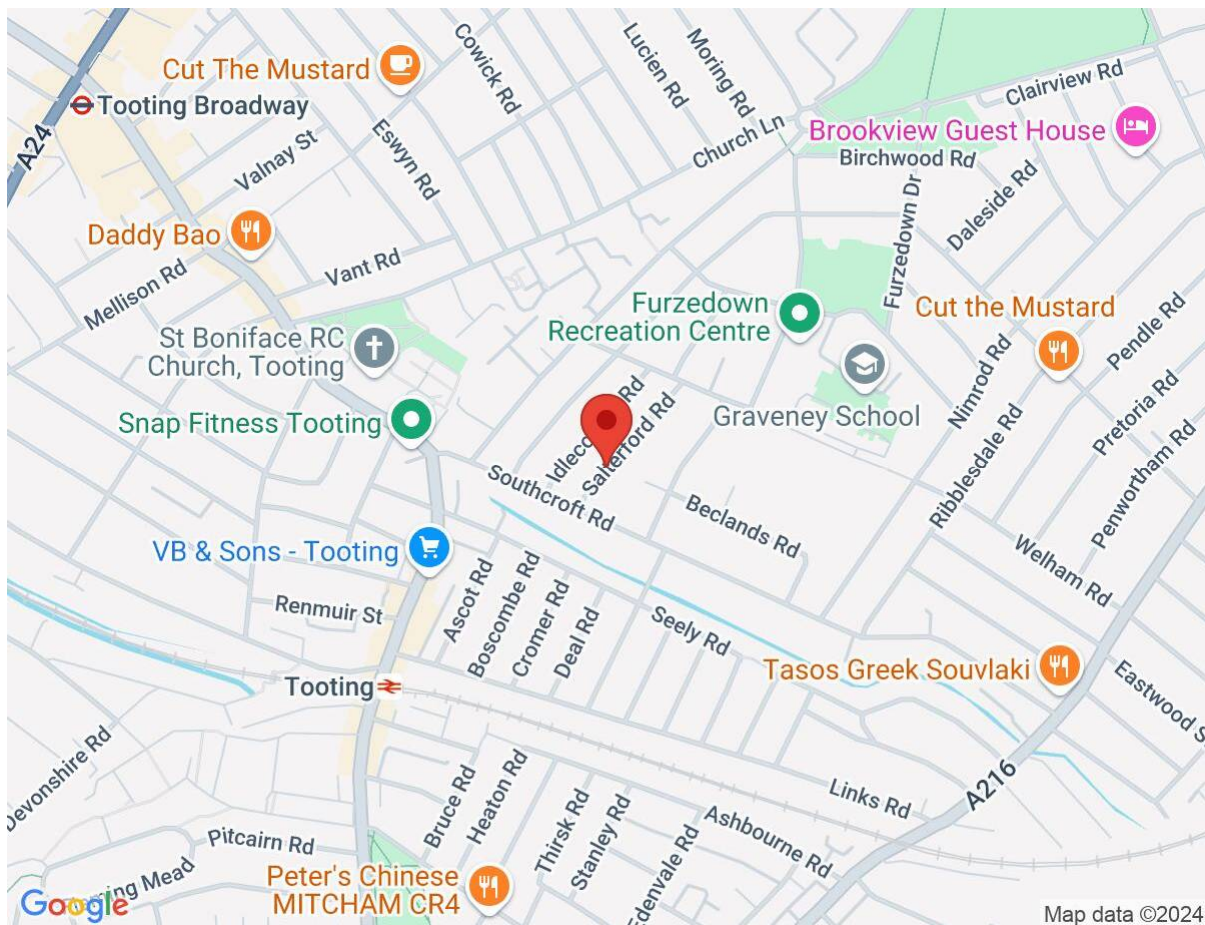 Cowick Rd
Lucien Rd
Moring Rd
Clairview Rd
Cut The Mustard
Tooting Broadway
A24
Valnay St
Eswyn Rd
Church Ln
Brookview Guest House
Birchwood Rd
Daleside Rd
Daddy Bao
Vant Rd
Mellison Rd
Furzedown Dr
Furzedown
Recreation Centre
Cut the Mustard
Pendle Rd
St Boniface RC
Church, Tooting
Nimrod Rd
Graveney School
Pretoria Rd
Snap Fitness Tooting
Rd
Salterford Rd
Ribblesdale Rd
Penwortham Rd
Southcroft Rd
Beclands Rd
VB & Sons - Tooting
Welham Rd
Renmuir St
Ascot Rd
Boscombe Rd
Cromer Rd
Deal Rd
Seely Rd
Tooting
Tasos Greek Souvlaki
Eastwood S
Devonshire Rd
Links Rd
A216
Bruce Rd
Heaton Rd
Thirsk Rd
Stanley Rd
Ashbourne Rd
Edenvale Rd
Pitcairn Rd
Mead
Peter's Chinese
MITCHAM CR4
Google
Map data ©2024